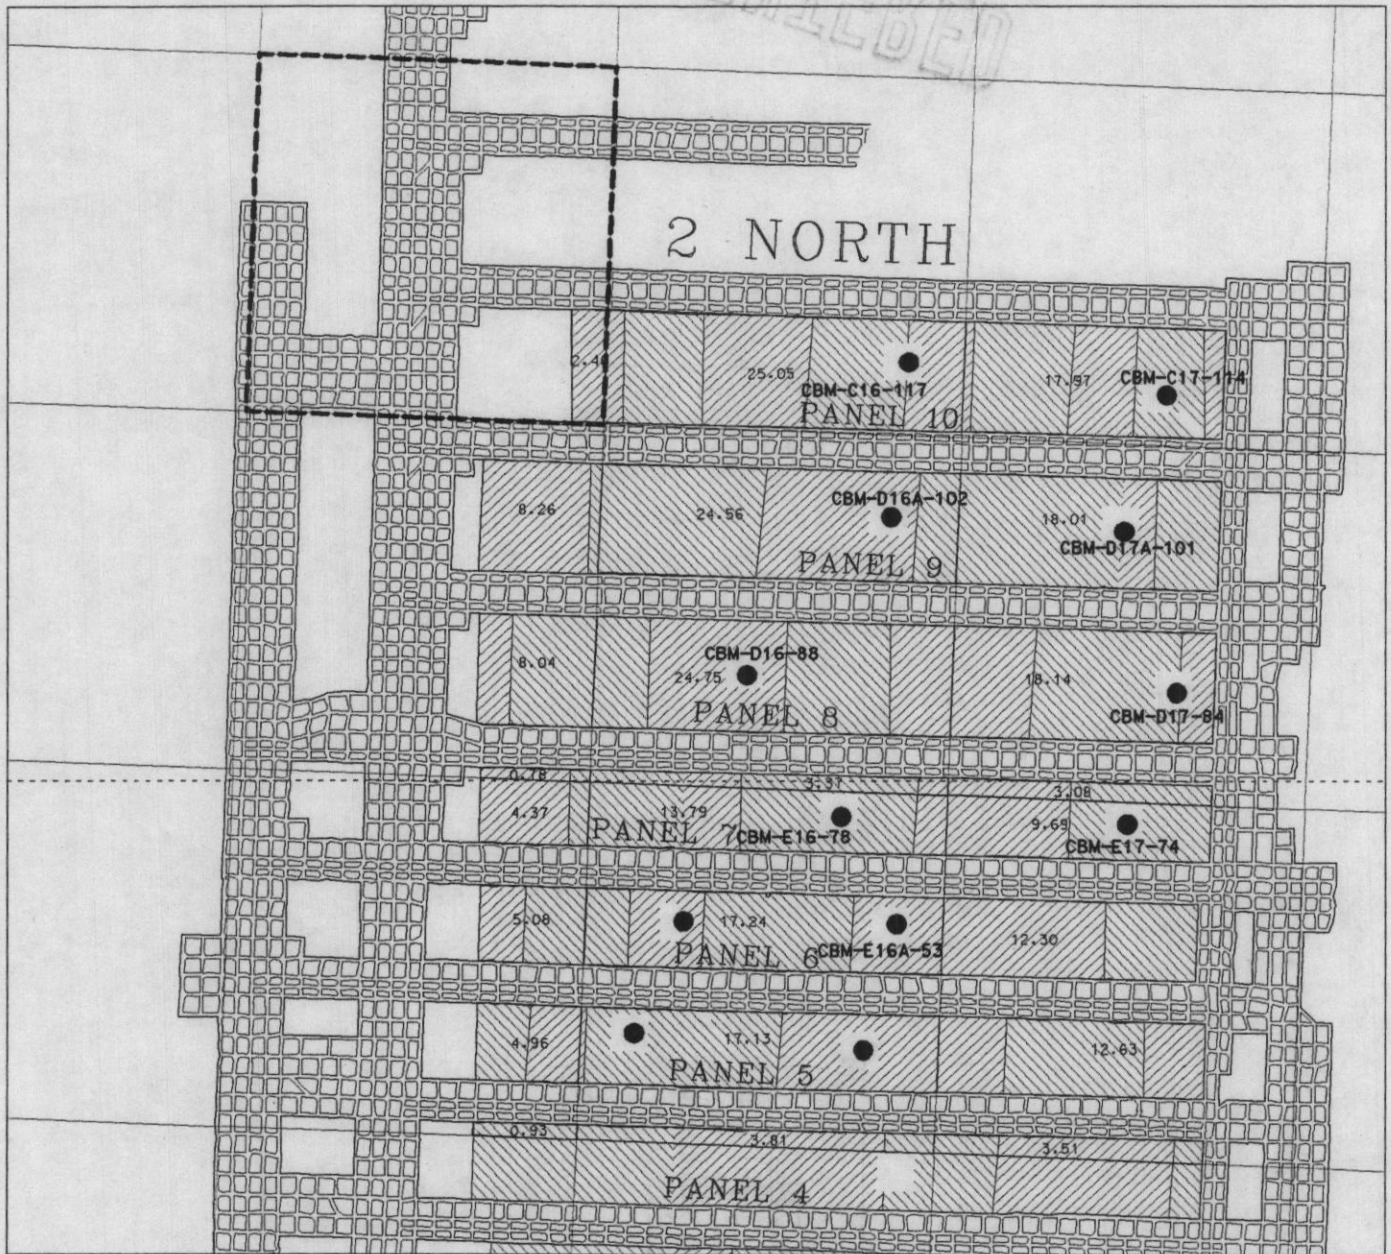 2 NORTH
25.05
17.97
CBM-C16-117
CBM-C17-114
PANEL 10
8.26
24.56
CBM-D16A-102
18.01
CBM-D17A-101
PANEL 9
8.04
CBM-D16-88
24.75
18.14
PANEL 8
CBM-D17-84
0.78
3.37
3.08
4.37
13.79
9.69
PANEL 7
CBM-E16-78
CBM-E17-74
5.08
17.24
12.30
PANEL 6
CBM-E16A-53
4.96
17.13
12.63
PANEL 5
0.93
3.81
3.51
PANEL 4